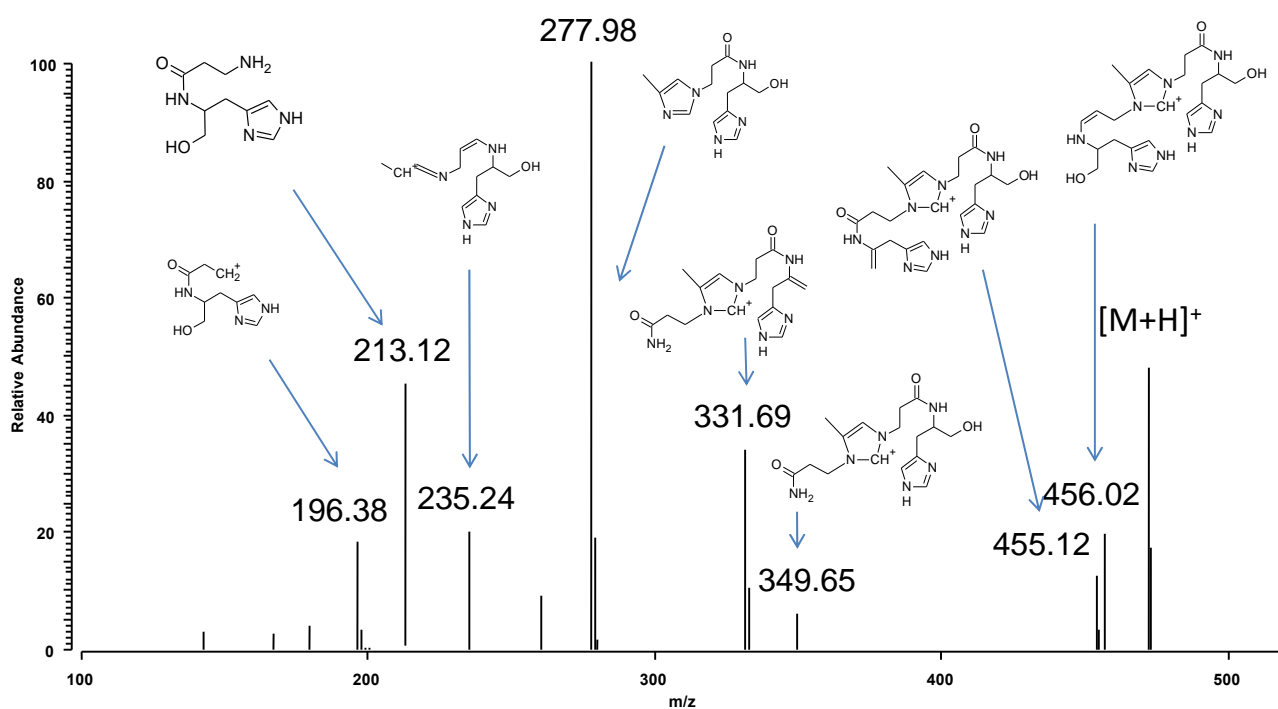 277.98
[M+H]+
213.12
331.69
196.38
235.24
349.65
455.12
456.02
Relative Abundance
100
80
60
40
20
0
100
200
300
400
500
m/z
O
NH2
HN
HO
N
NH
O
CH2+
HN
HO
N
NH
CH+
N
NH
OH
N
N
H
O
NH
OH
N
N
N
N
H
O
NH
N
N
CH+
O
NH2
N
N
H
O
NH
OH
N
N
CH+
O
NH2
N
N
H
O
NH
OH
N
N
CH+
O
HN
N
NH
N
N
H
O
NH
OH
N
N
CH+
HN
HO
N
NH
N
N
H